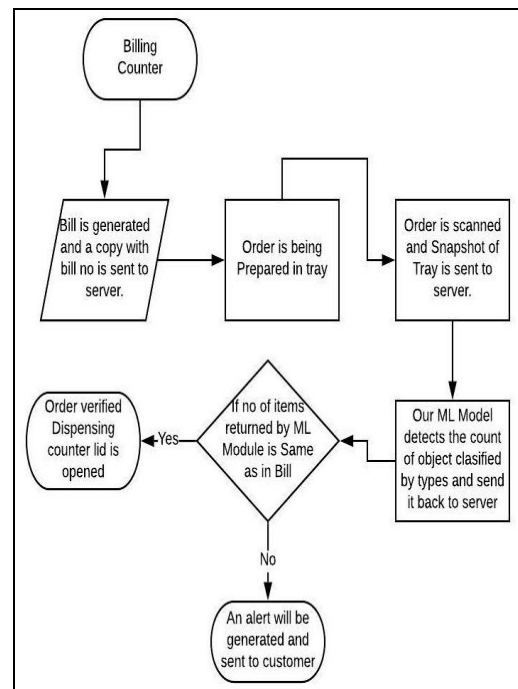 Billing
Counter
Bill is generated
and a copy with
bill no is sent to
server.
Order is being
Prepared in tray
Order is scanned
and Snapshot of
Tray is sent to
server.
Our ML Model
detects the count
of object clasified
by types and send
it back to server
If no of items
returned by ML
Module is Same
as in Bill
Yes
Order verified
Dispensing
counter lid is
opened
No
An alert will be
generated and
sent to customer